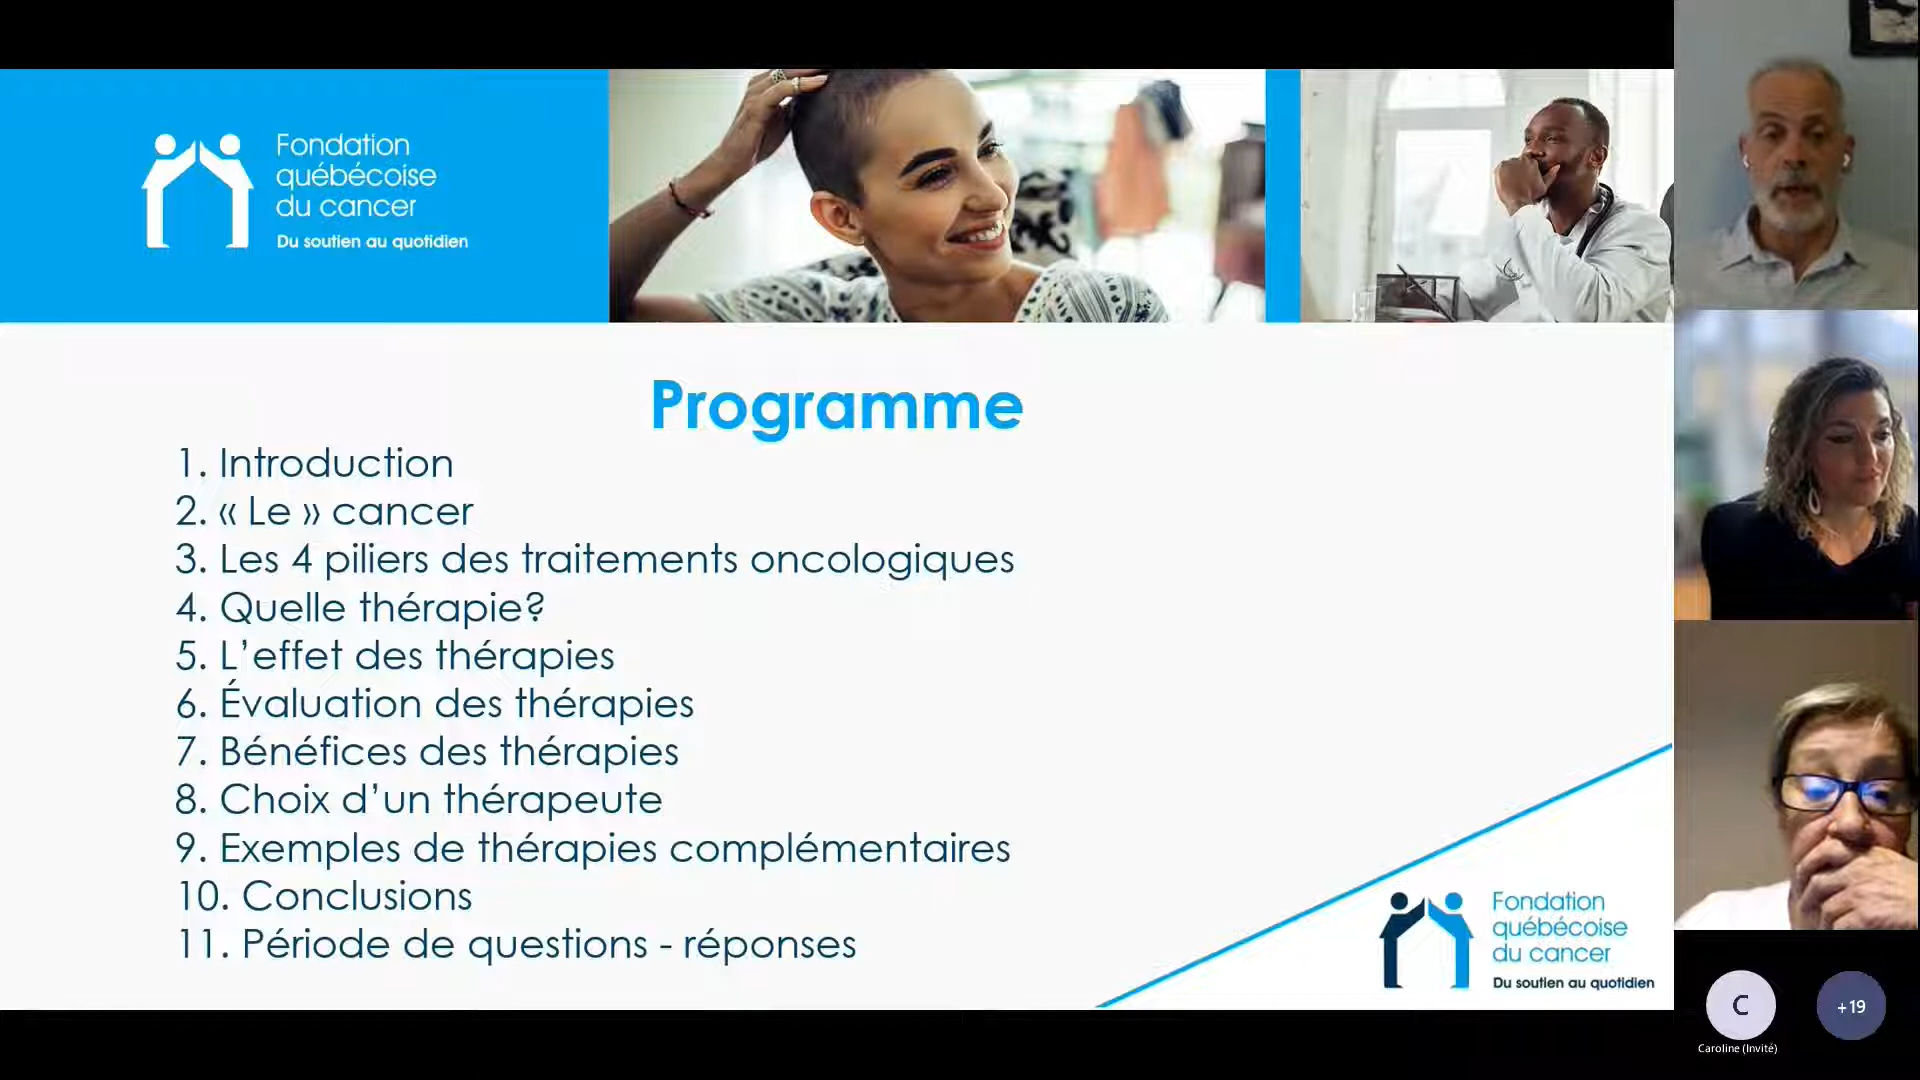 Fondation
québécoise
du cancer
Du soutien au quotidien
Programme
1. Introduction
2. « Le » cancer
3. Les 4 piliers des traitements oncologiques
4. Quelle thérapie?
5. L’effet des thérapies
6. Évaluation des thérapies
7. Bénéfices des thérapies
8. Choix d’un thérapeute
9. Exemples de thérapies complémentaires
10. Conclusions
11. Période de questions - réponses
Fondation
québécoise
du cancer
Du soutien au quotidien
C
+19
Caroline (Invité)